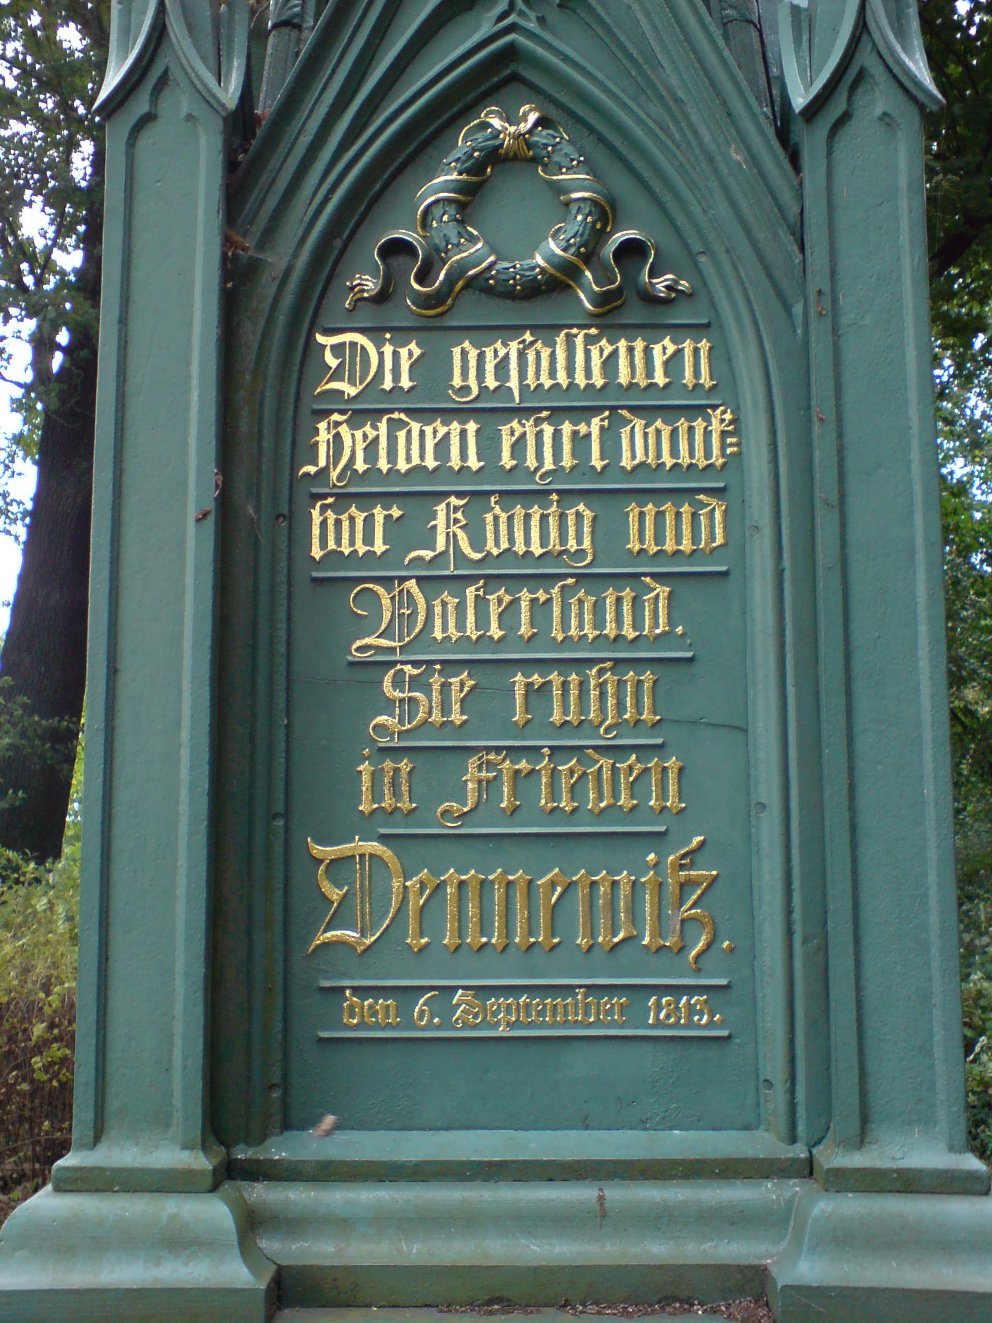 Die gefallenen
Helden ehrt dank=
bar König und
Vaterland.
Sie ruhn
in Frieden
Dennewitz.
den 6. September 1813.